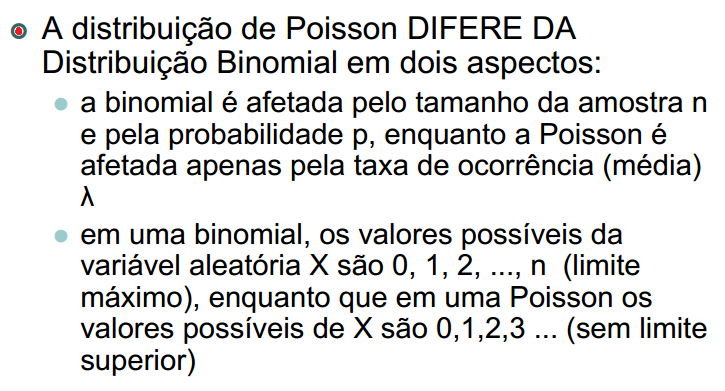 A distribuição de Poisson DIFERE DA
Distribuição Binomial em dois aspectos:
a binomial é afetada pelo tamanho da amostra n
e pela probabilidade p, enquanto a Poisson é
afetada apenas pela taxa de ocorrência (média)
λ
em uma binomial, os valores possíveis da
variável aleatória X são 0, 1, 2, ..., n (limite
máximo), enquanto que em uma Poisson os
valores possíveis de X são 0,1,2,3 ... (sem limite
superior)